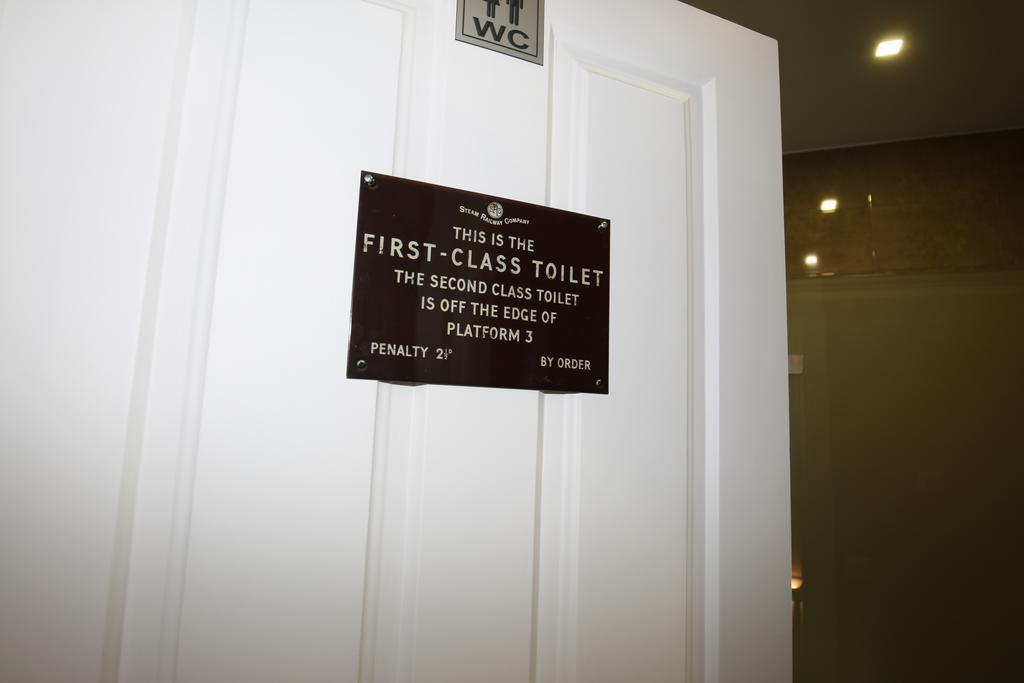 WC
STEAM RAILWAY COMPANY
THIS IS THE
FIRST-CLASS TOILET
THE SECOND CLASS TOILET
IS OFF THE EDGE OF
PLATFORM 3
PENALTY 2½D
BY ORDER